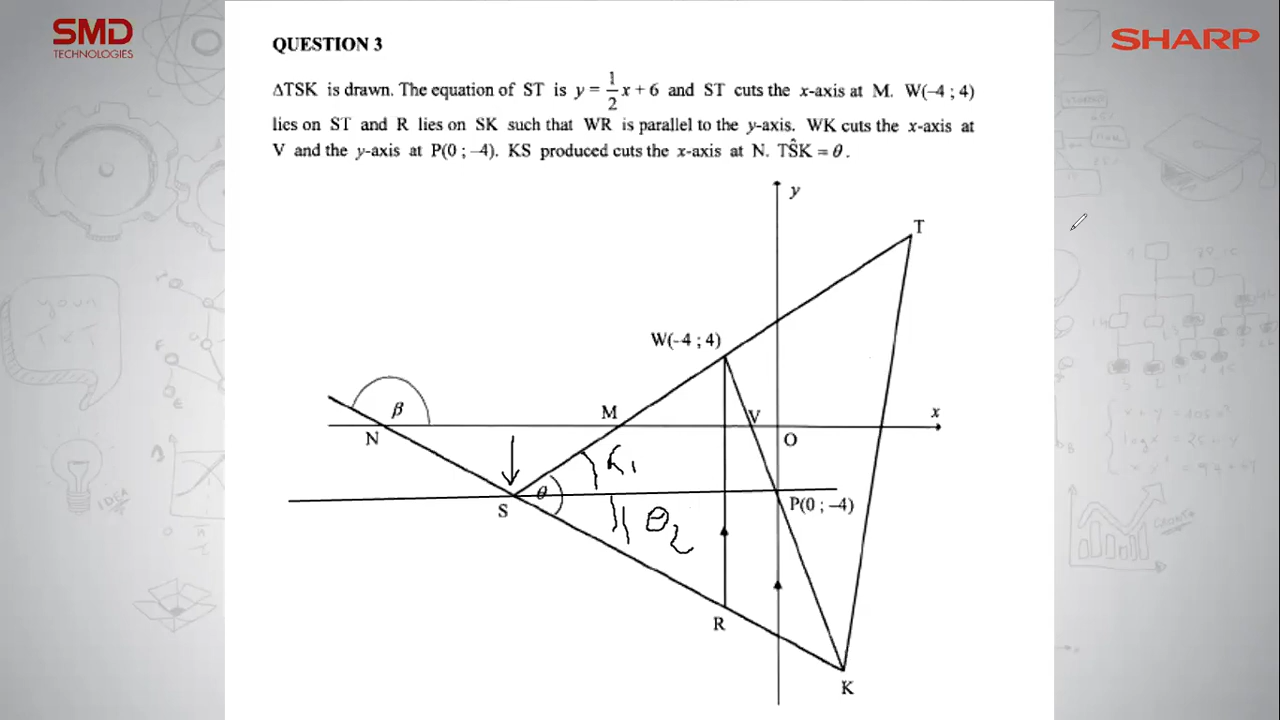 SMD
TECHNOLOGIES
SHARP
QUESTION 3
ΔTSK is drawn. The equation of ST is y = 1/2 x + 6 and ST cuts the x-axis at M. W(–4 ; 4)
lies on ST and R lies on SK such that WR is parallel to the y-axis. WK cuts the x-axis at
V and the y-axis at P(0 ; –4). KS produced cuts the x-axis at N. TŜK = θ.
y
T
W(–4 ; 4)
β
M
V
x
N
O
θ
S
P(0 ; –4)
θ2
R
K
IDEA